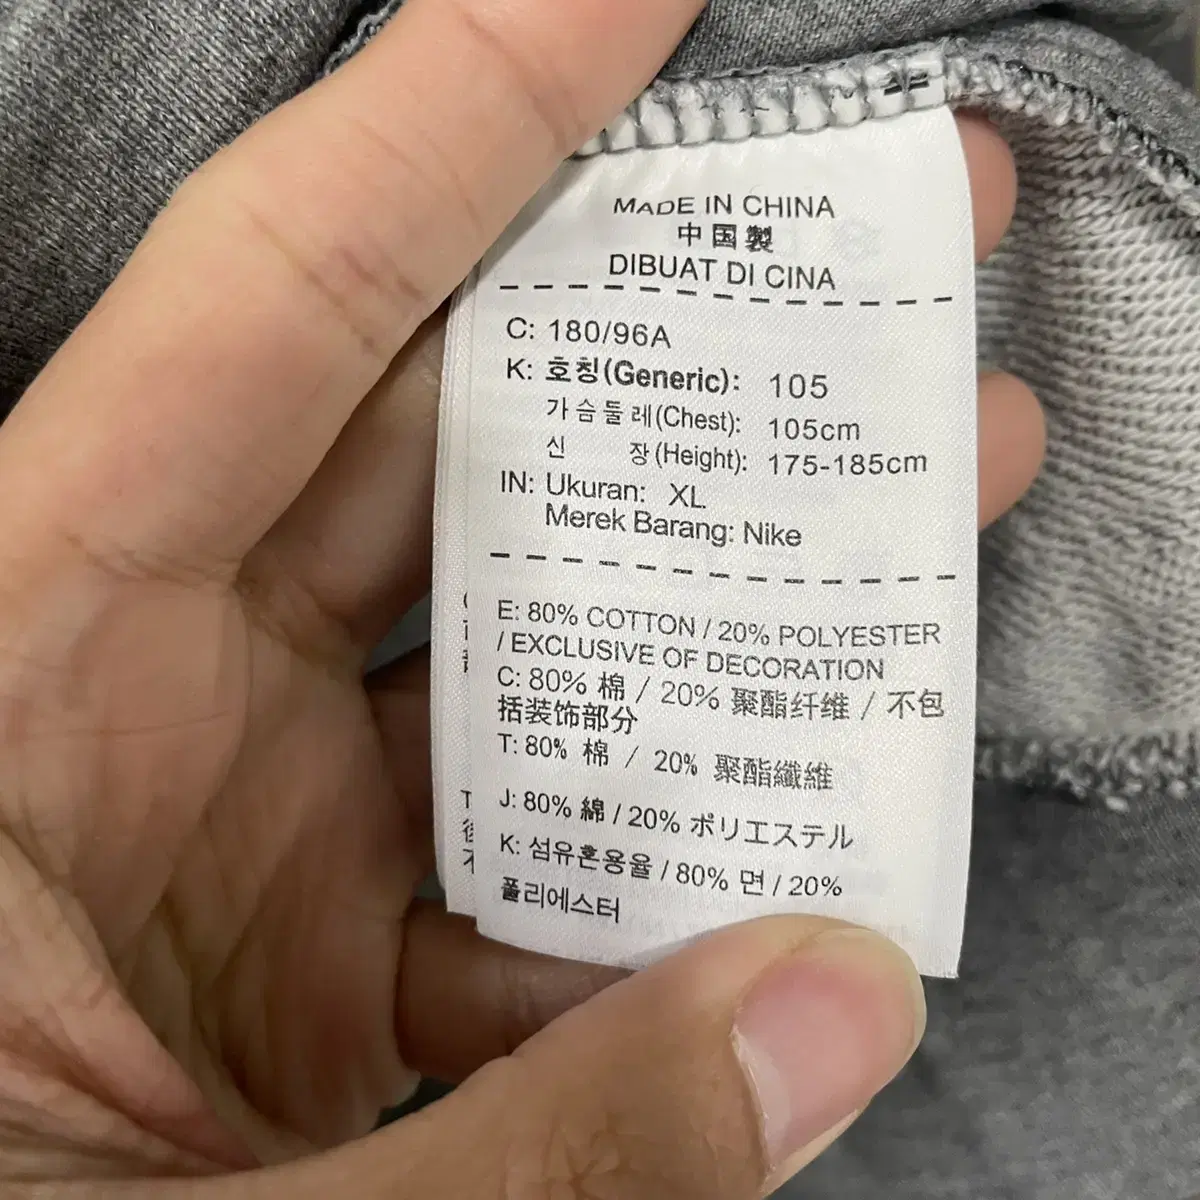 MADE IN CHINA
中国製
DIBUAT DI CINA
C: 180/96A
K: 호칭(Generic): 105
가슴둘레(Chest): 105cm
신 장(Height): 175-185cm
IN: Ukuran: XL
Merek Barang: Nike
E: 80% COTTON / 20% POLYESTER
/ EXCLUSIVE OF DECORATION
C: 80% 棉 / 20% 聚酯纤维 / 不包
括装饰部分
T: 80% 棉 / 20% 聚酯纖維
J: 80% 綿 / 20% ポリエステル
K: 섬유혼용율 / 80% 면 / 20%
폴리에스터